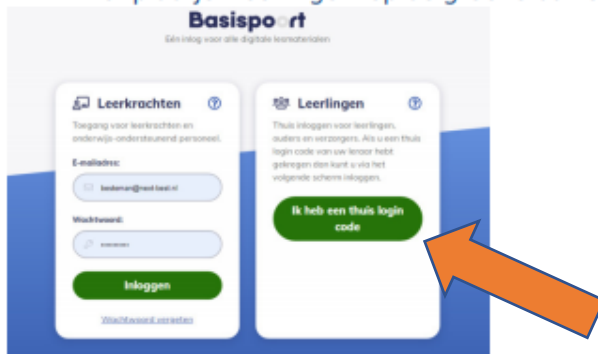 Basispoort
Eén inlog voor alle digitale lesmaterialen
Leerkrachten
Toegang voor leerkrachten en
onderwijs-ondersteunend personeel.
E-mailadres:
Wachtwoord:
Inloggen
Wachtwoord vergeten
Leerlingen
Thuis inloggen voor leerlingen,
ouders en verzorgers. Als u een thuis
login code van uw leraar hebt
gekregen dan kunt u via het
volgende scherm inloggen.
Ik heb een thuis login
code